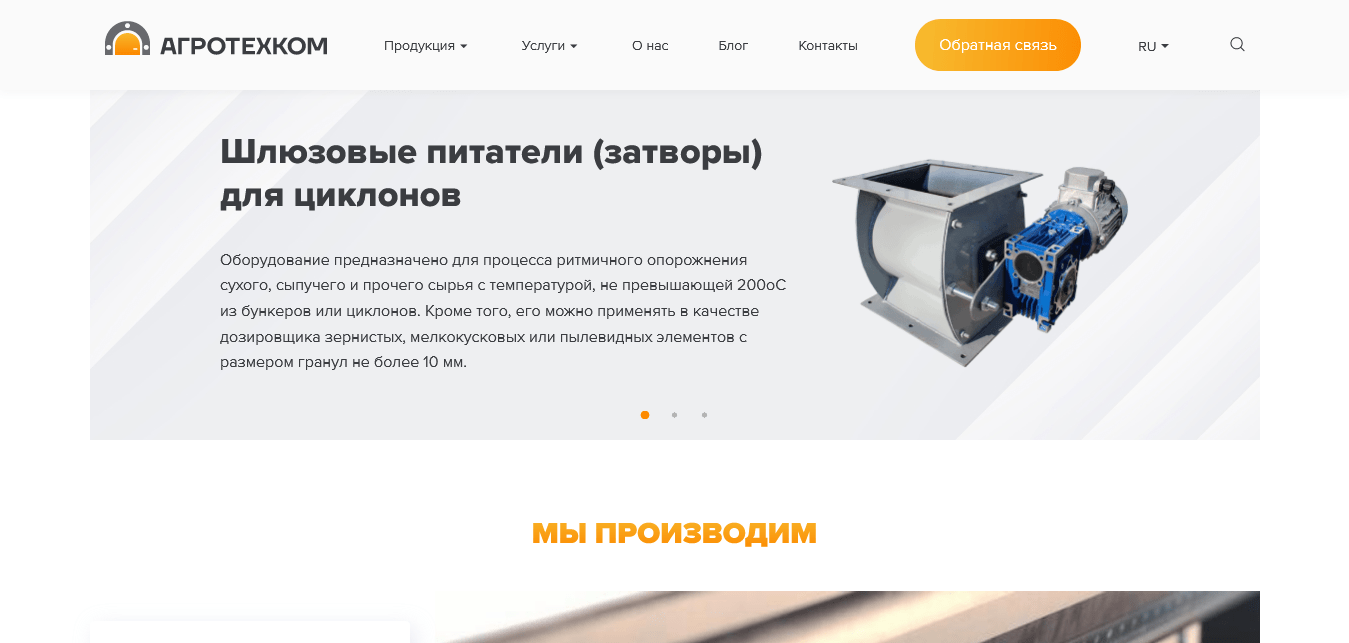 АГРОТЕХКОМ
Продукция
Услуги
О нас
Блог
Контакты
Обратная связь
RU
Шлюзовые питатели (затворы)
для циклонов
Оборудование предназначено для процесса ритмичного опорожнения
сухого, сыпучего и прочего сырья с температурой, не превышающей 200оС
из бункеров или циклонов. Кроме того, его можно применять в качестве
дозировщика зернистых, мелкокусковых или пылевидных элементов с
размером гранул не более 10 мм.
МЫ ПРОИЗВОДИМ